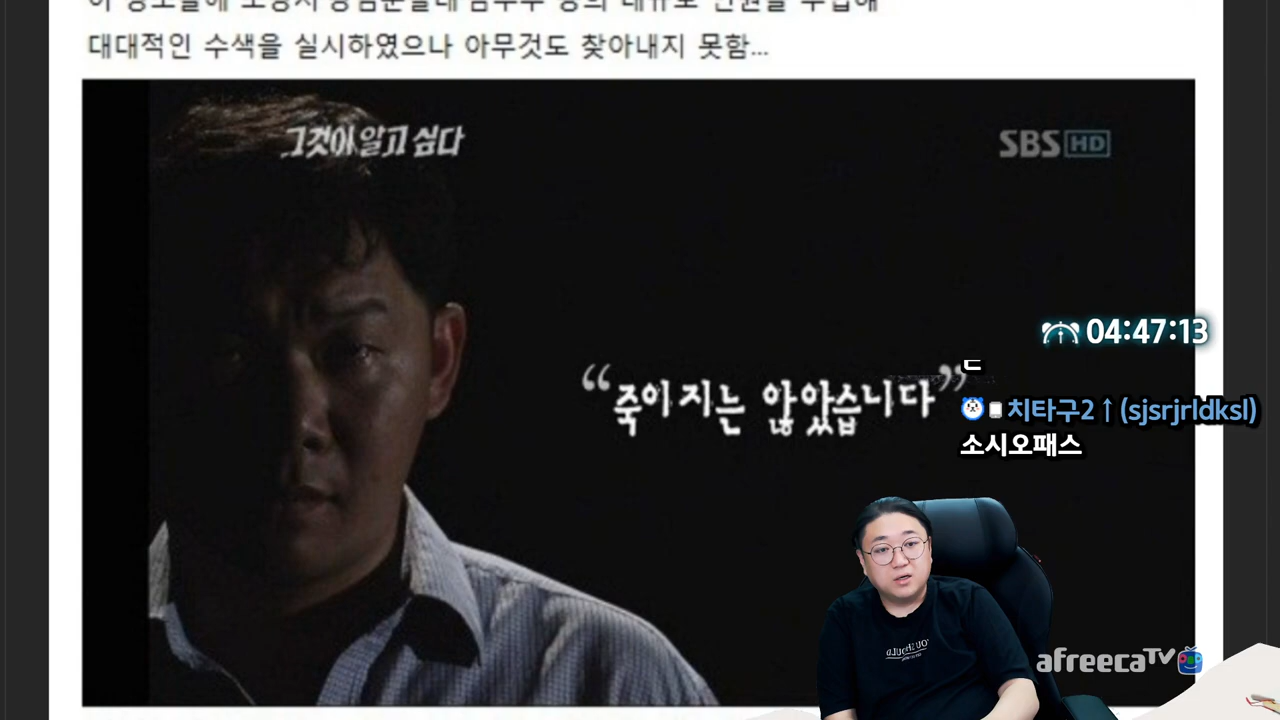 대대적인 수색을 실시하였으나 아무것도 찾아내지 못함...
그것이 알고 싶다
SBS HD
“죽이지는 않았습니다”
04:47:13
ㄷ
치타구2↑(sjsrjrldksl)
소시오패스
afreecaTV